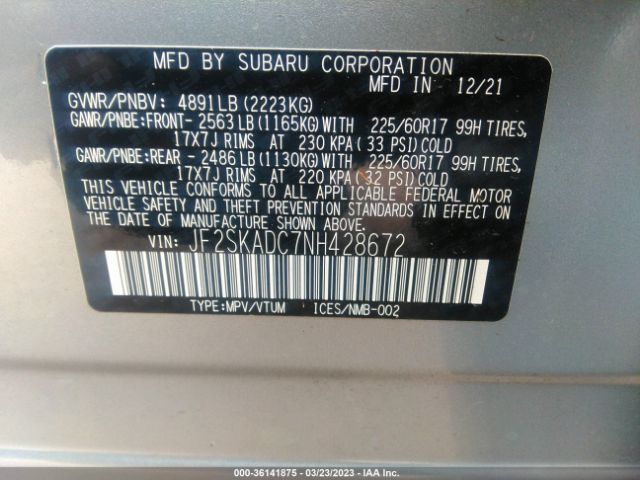 MFD BY SUBARU CORPORATION
MFD IN 12/21
GVWR/PNBV: 4891LB(2223KG)
GAWR/PNBE:FRONT- 2563LB(1165KG)WITH 225/60R17 99H TIRES,
17X7J RIMS AT 230 KPA(33 PSI)COLD
GAWR/PNBE:REAR - 2486LB(1130KG)WITH 225/60R17 99H TIRES,
17X7J RIMS AT 220 KPA(32 PSI)COLD
THIS VEHICLE CONFORMS TO ALL APPLICABLE FEDERAL MOTOR
VEHICLE SAFETY AND THEFT PREVENTION STANDARDS IN EFFECT ON
THE DATE OF MANUFACTURE SHOWN ABOVE.
VIN: JF2SKADC7NH428672
TYPE:MPV/VTUM ICES/NMB-002
000-36141875 - 03/23/2023 - IAA Inc.